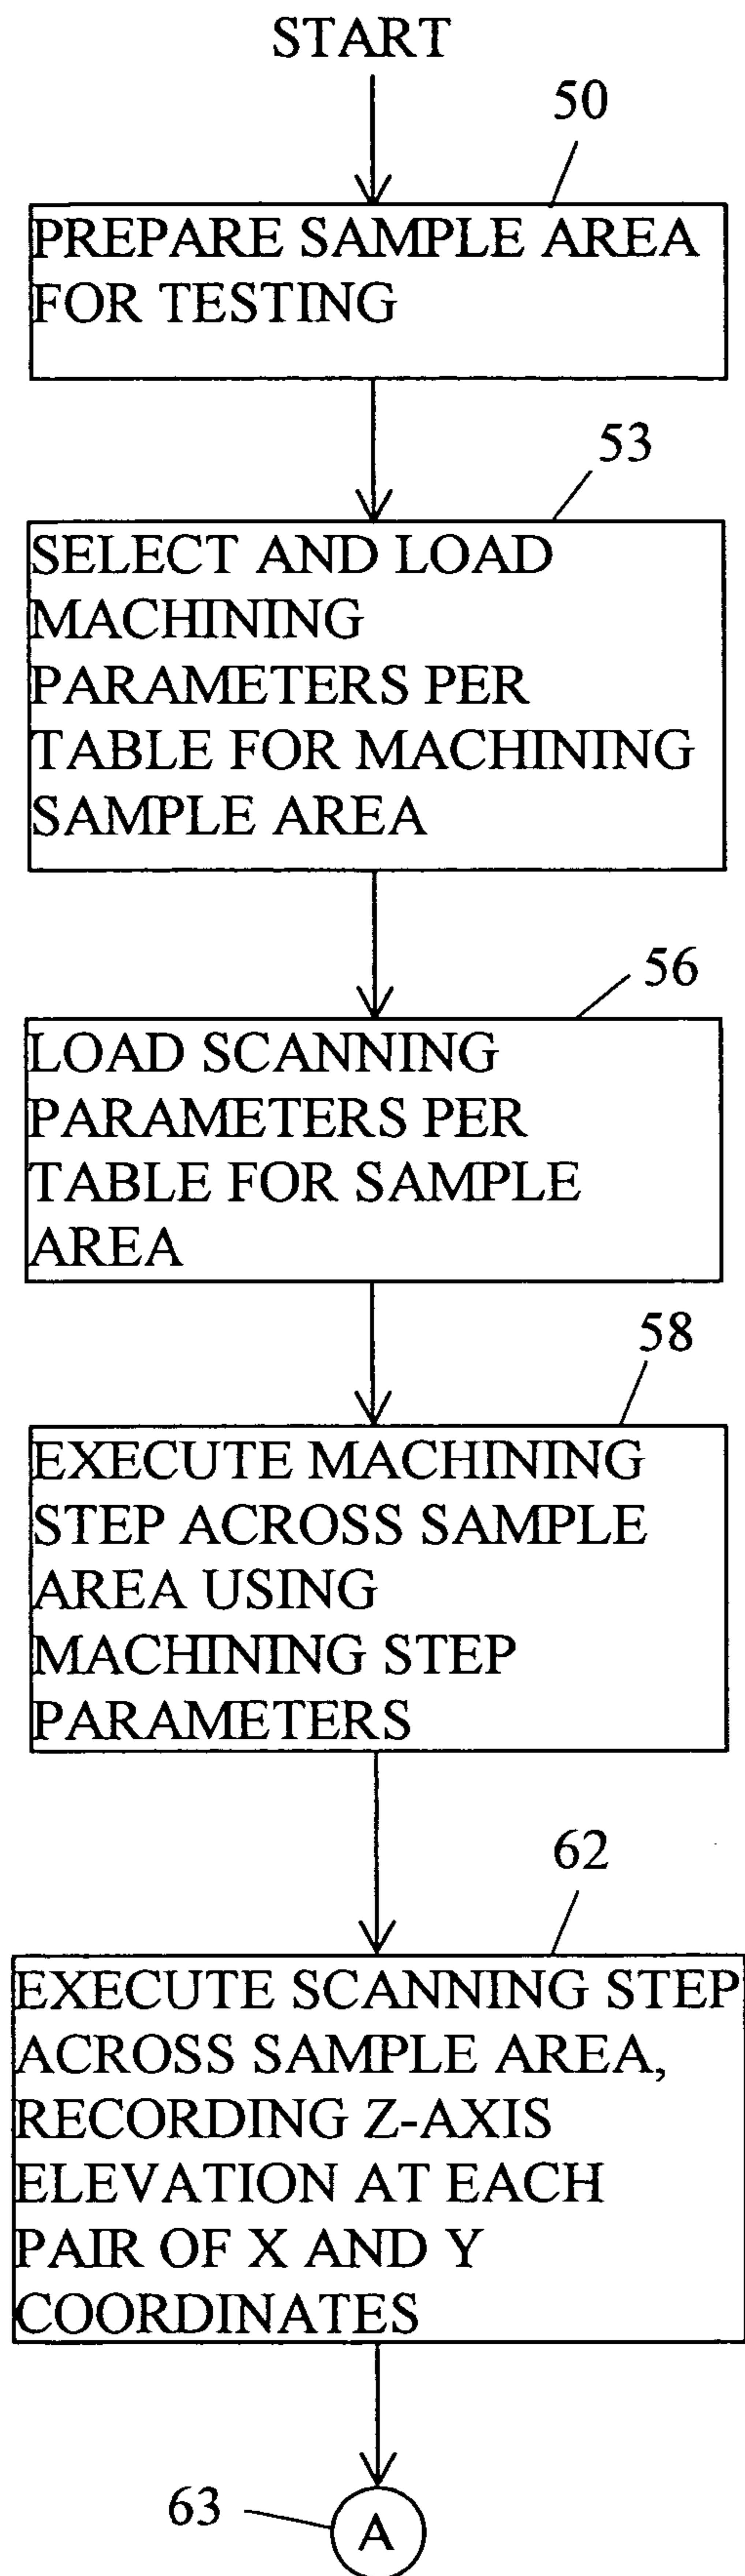 START
50
PREPARE SAMPLE AREA
FOR TESTING
53
SELECT AND LOAD
MACHINING
PARAMETERS PER
TABLE FOR MACHINING
SAMPLE AREA
56
LOAD SCANNING
PARAMETERS PER
TABLE FOR SAMPLE
AREA
58
EXECUTE MACHINING
STEP ACROSS SAMPLE
AREA USING
MACHINING STEP
PARAMETERS
62
EXECUTE SCANNING STEP
ACROSS SAMPLE AREA,
RECORDING Z-AXIS
ELEVATION AT EACH
PAIR OF X AND Y
COORDINATES
63
A